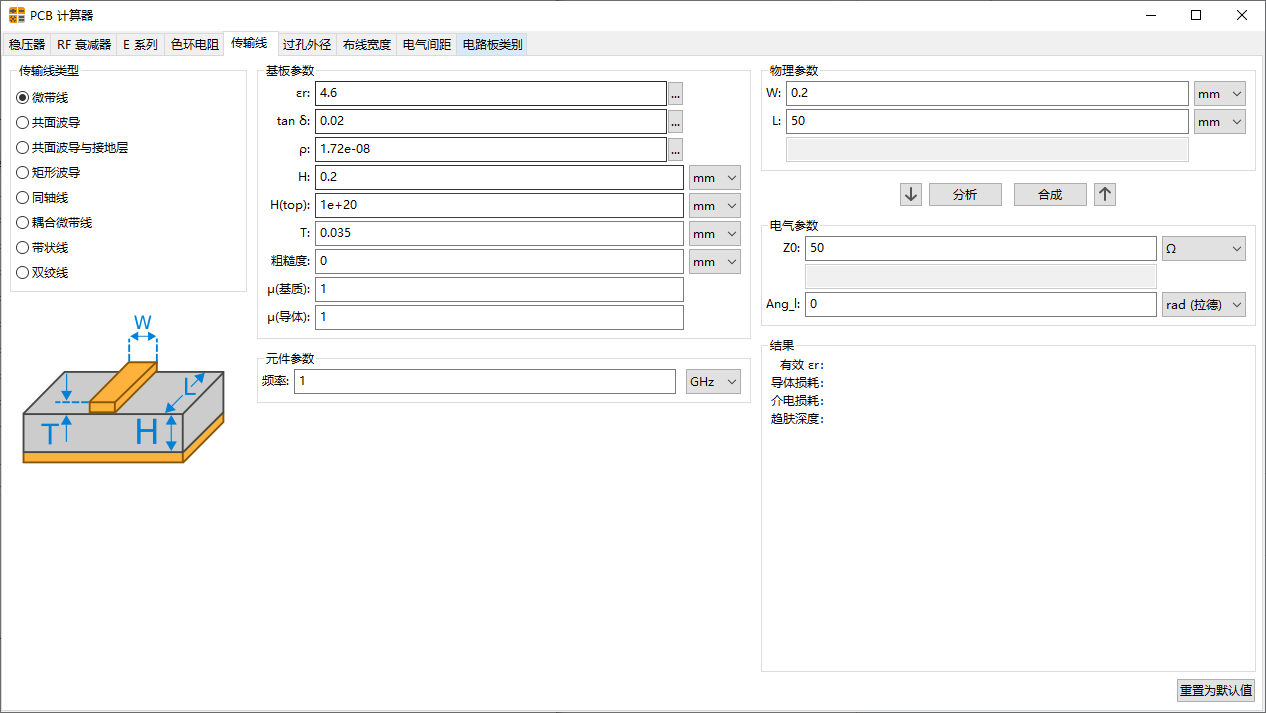 PCB 计算器
稳压器 RF 衰减器 E 系列 色环电阻 传输线 过孔外径 布线宽度 电气间距 电路板类别
传输线类型
微带线
共面波导
共面波导与接地层
矩形波导
同轴线
耦合微带线
带状线
双绞线
W
L
T
H
基板参数
εr: 4.6 ...
tan δ: 0.02 ...
ρ: 1.72e-08 ...
H: 0.2 mm
H(top): 1e+20 mm
T: 0.035 mm
粗糙度: 0 mm
μ(基质): 1
μ(导体): 1
元件参数
频率: 1 GHz
物理参数
W: 0.2 mm
L: 50 mm
分析 合成
电气参数
Z0: 50 Ω
Ang_l: 0 rad (拉德)
结果
有效 εr:
导体损耗:
介电损耗:
趋肤深度:
重置为默认值